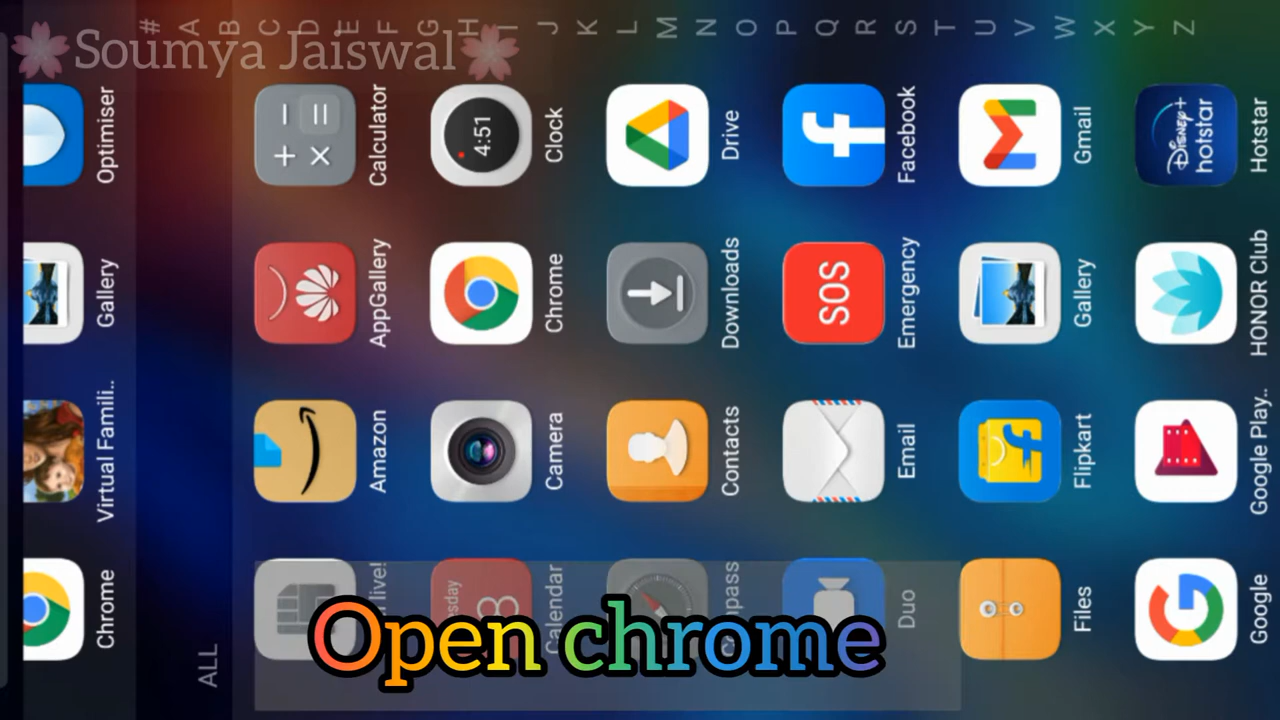 Soumya Jaiswal
Chrome Virtual Famili.. Gallery Optimiser
ALL
# A B C D E F G H I J K L M N O P Q R S T U V W X Y Z
live! Amazon AppGallery Calculator
4:51
Calendar Camera Chrome Clock
Contacts Downloads Drive
SOS
Duo Email Emergency Facebook
Files Flipkart Gallery Gmail
Disney+ hotstar
Google Google Play.. HONOR Club Hotstar
Open chrome